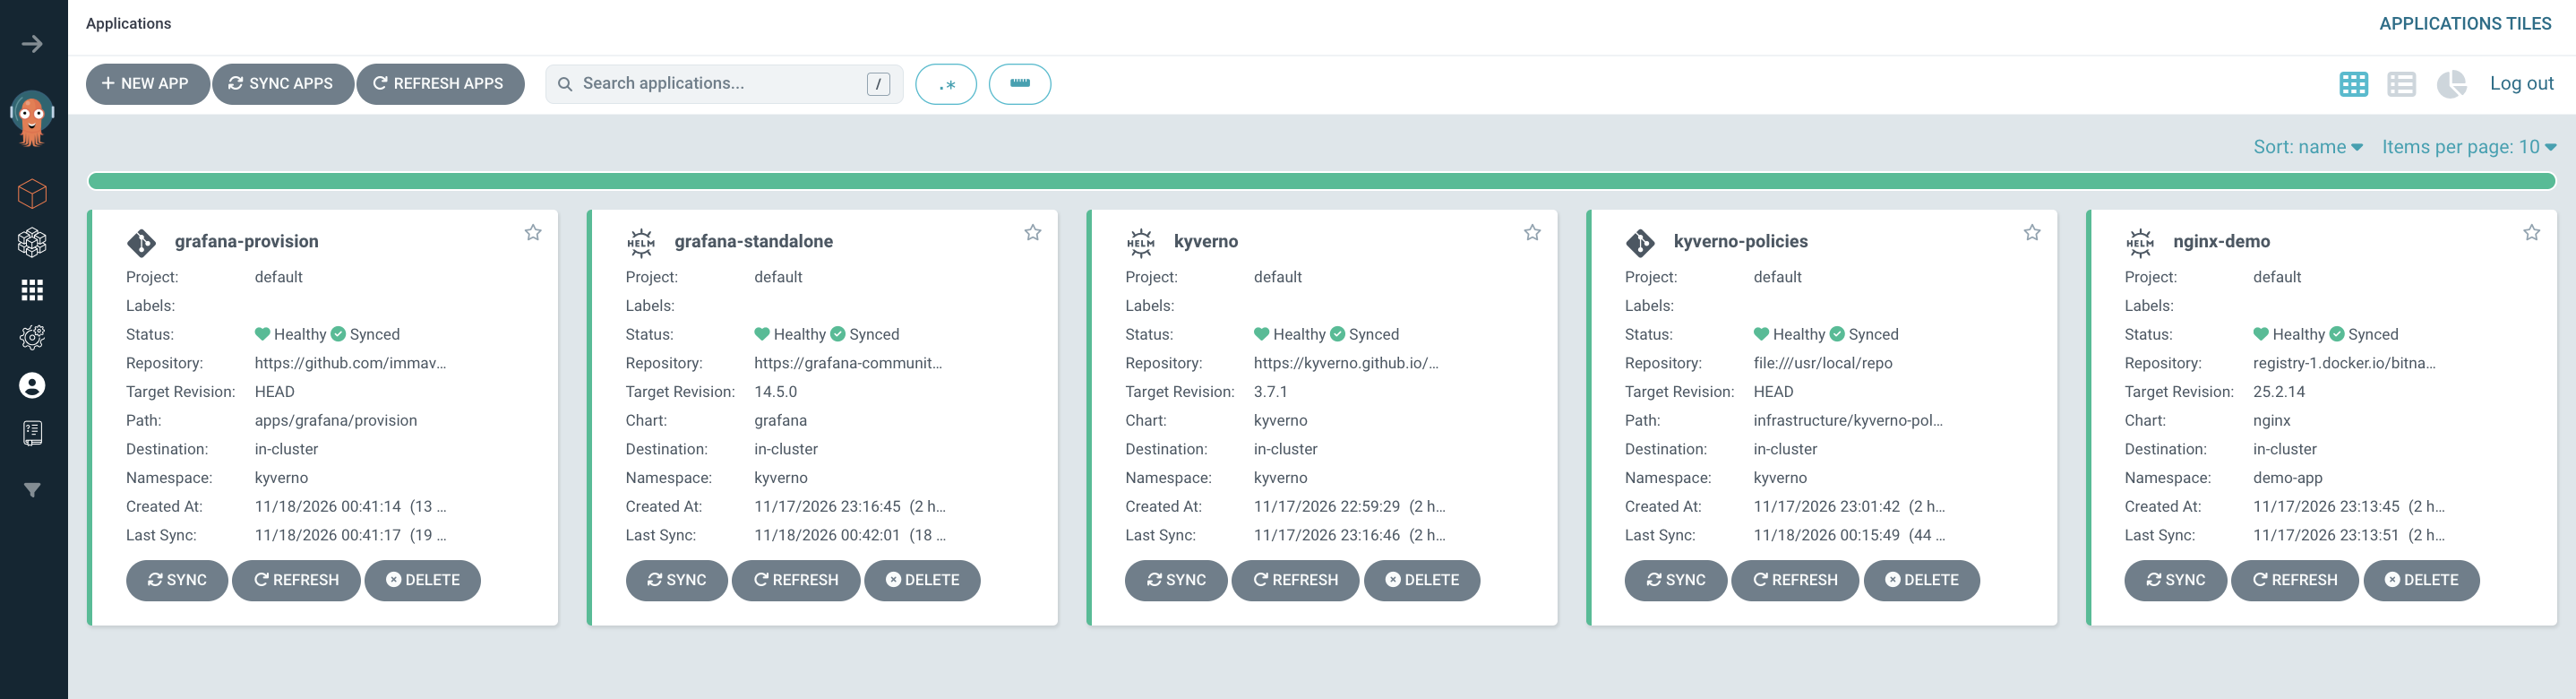 Applications
APPLICATIONS TILES
NEW APP
SYNC APPS
REFRESH APPS
Search applications...
/
.*
Log out
Sort: name
Items per page: 10
grafana-provision
Project: default
Labels:
Status: Healthy Synced
Repository: https://github.com/immav...
Target Revision: HEAD
Path: apps/grafana/provision
Destination: in-cluster
Namespace: kyverno
Created At: 11/18/2026 00:41:14 (13 ...
Last Sync: 11/18/2026 00:41:17 (19 ...
SYNC REFRESH DELETE
HELM
grafana-standalone
Project: default
Labels:
Status: Healthy Synced
Repository: https://grafana-communit...
Target Revision: 14.5.0
Chart: grafana
Destination: in-cluster
Namespace: kyverno
Created At: 11/17/2026 23:16:45 (2 h...
Last Sync: 11/18/2026 00:42:01 (18 ...
SYNC REFRESH DELETE
HELM
kyverno
Project: default
Labels:
Status: Healthy Synced
Repository: https://kyverno.github.io/...
Target Revision: 3.7.1
Chart: kyverno
Destination: in-cluster
Namespace: kyverno
Created At: 11/17/2026 22:59:29 (2 h...
Last Sync: 11/17/2026 23:16:46 (2 h...
SYNC REFRESH DELETE
kyverno-policies
Project: default
Labels:
Status: Healthy Synced
Repository: file:///usr/local/repo
Target Revision: HEAD
Path: infrastructure/kyverno-pol...
Destination: in-cluster
Namespace: kyverno
Created At: 11/17/2026 23:01:42 (2 h...
Last Sync: 11/18/2026 00:15:49 (44 ...
SYNC REFRESH DELETE
HELM
nginx-demo
Project: default
Labels:
Status: Healthy Synced
Repository: registry-1.docker.io/bitna...
Target Revision: 25.2.14
Chart: nginx
Destination: in-cluster
Namespace: demo-app
Created At: 11/17/2026 23:13:45 (2 h...
Last Sync: 11/17/2026 23:13:51 (2 h...
SYNC REFRESH DELETE